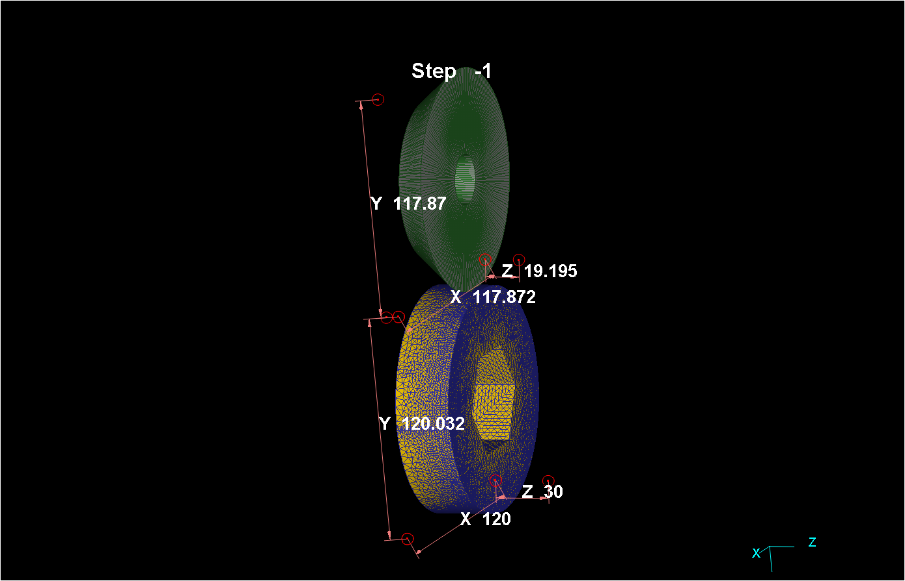 Step -1
Y 117.87
Z 19.195
X 117.872
Y 120.032
Z 30
X 120
z
x